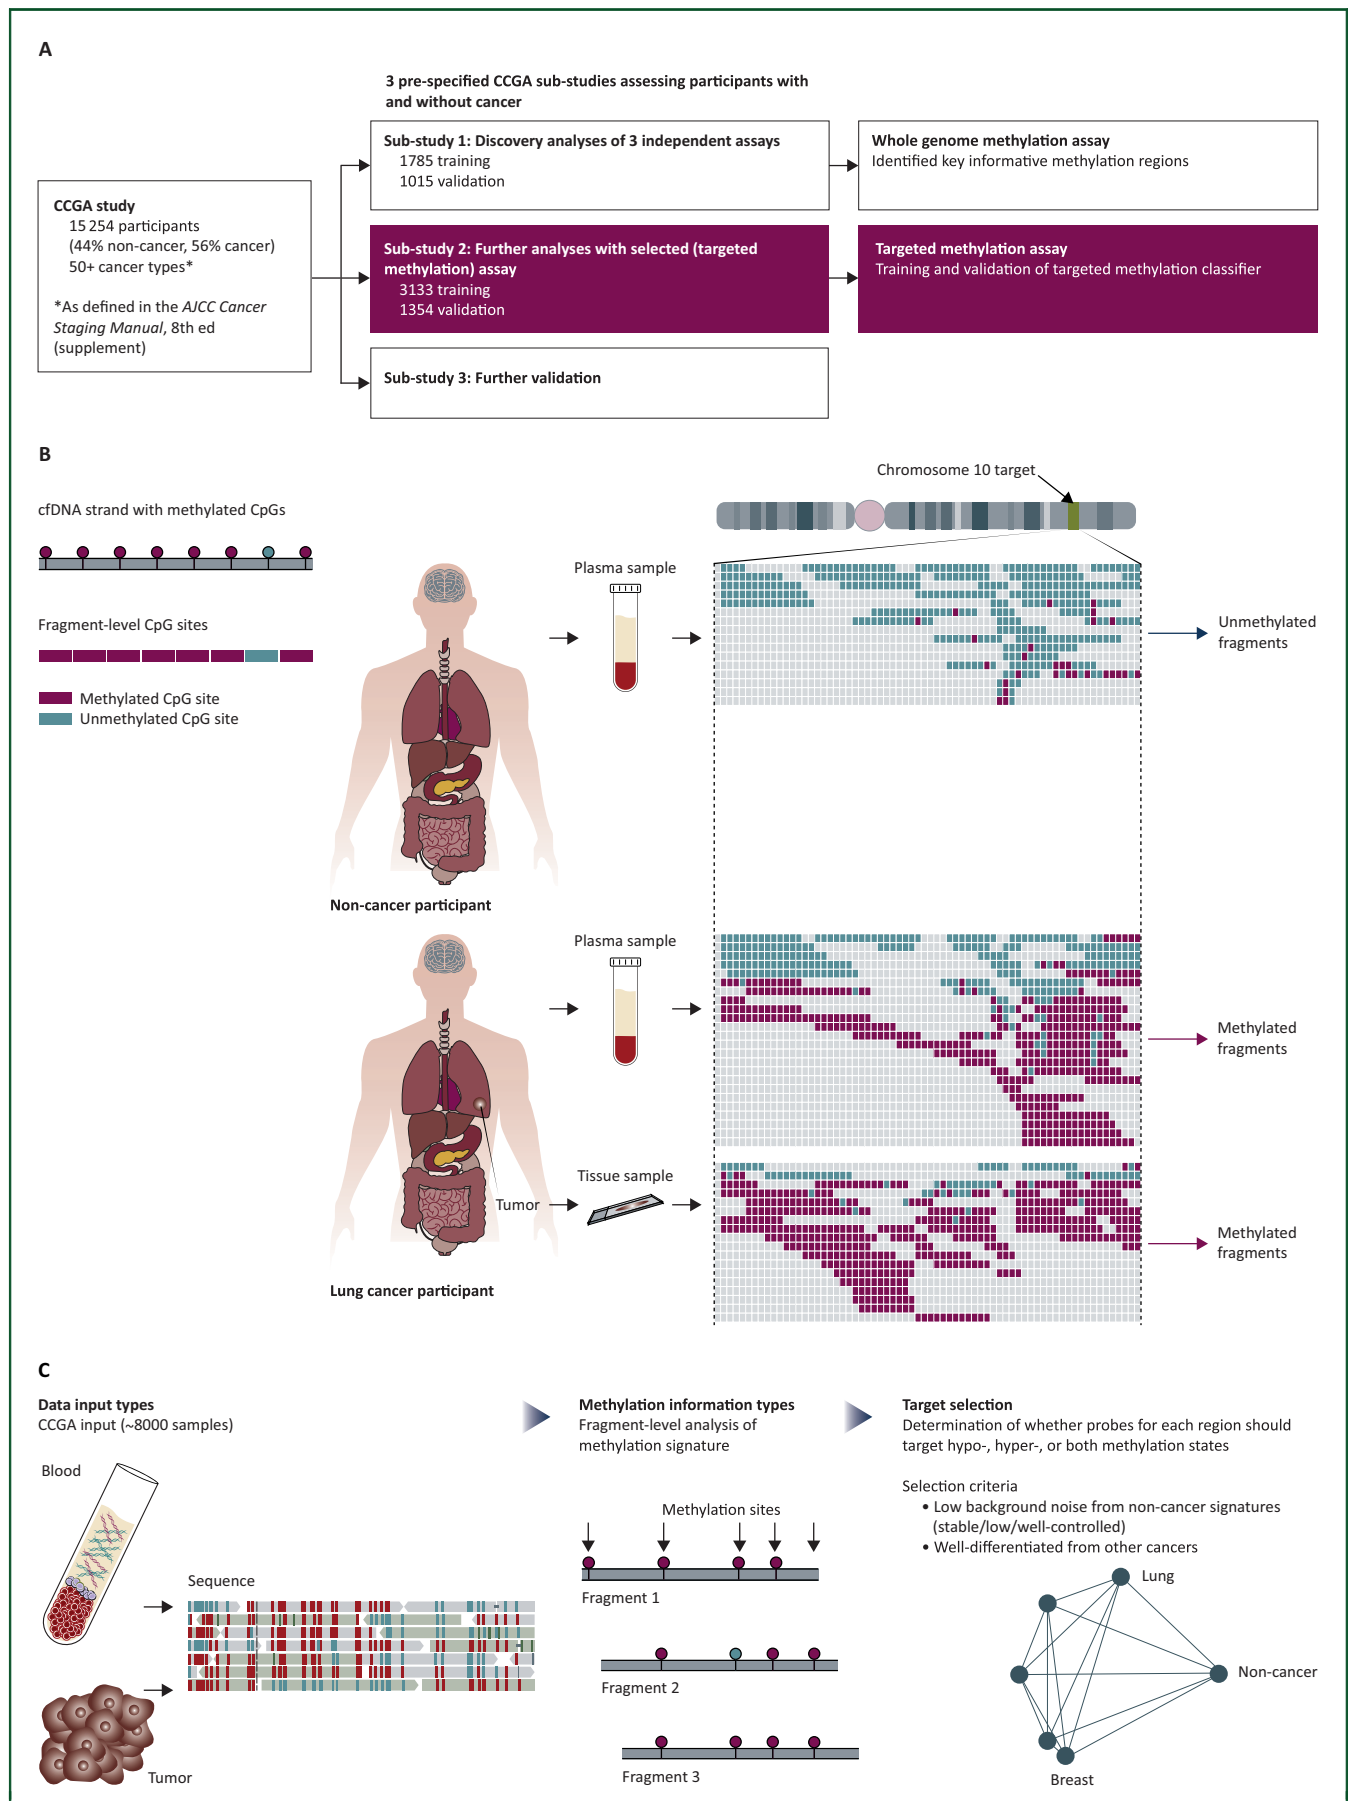 A
3 pre-specified CCGA sub-studies assessing participants with
and without cancer
CCGA study
15 254 participants
(44% non-cancer, 56% cancer)
50+ cancer types*
*As defined in the AJCC Cancer
Staging Manual, 8th ed
(supplement)
Sub-study 1: Discovery analyses of 3 independent assays
1785 training
1015 validation
Whole genome methylation assay
Identified key informative methylation regions
Sub-study 2: Further analyses with selected (targeted
methylation) assay
3133 training
1354 validation
Targeted methylation assay
Training and validation of targeted methylation classifier
Sub-study 3: Further validation
B
Chromosome 10 target
cfDNA strand with methylated CpGs
Fragment-level CpG sites
Methylated CpG site
Unmethylated CpG site
Plasma sample
Unmethylated
fragments
Non-cancer participant
Plasma sample
Methylated
fragments
Tissue sample
Tumor
Methylated
fragments
Lung cancer participant
C
Data input types
CCGA input (~8000 samples)
Blood
Sequence
Tumor
Methylation information types
Fragment-level analysis of
methylation signature
Methylation sites
Fragment 1
Fragment 2
Fragment 3
Target selection
Determination of whether probes for each region should
target hypo-, hyper-, or both methylation states
Selection criteria
• Low background noise from non-cancer signatures
(stable/low/well-controlled)
• Well-differentiated from other cancers
Lung
Non-cancer
Breast